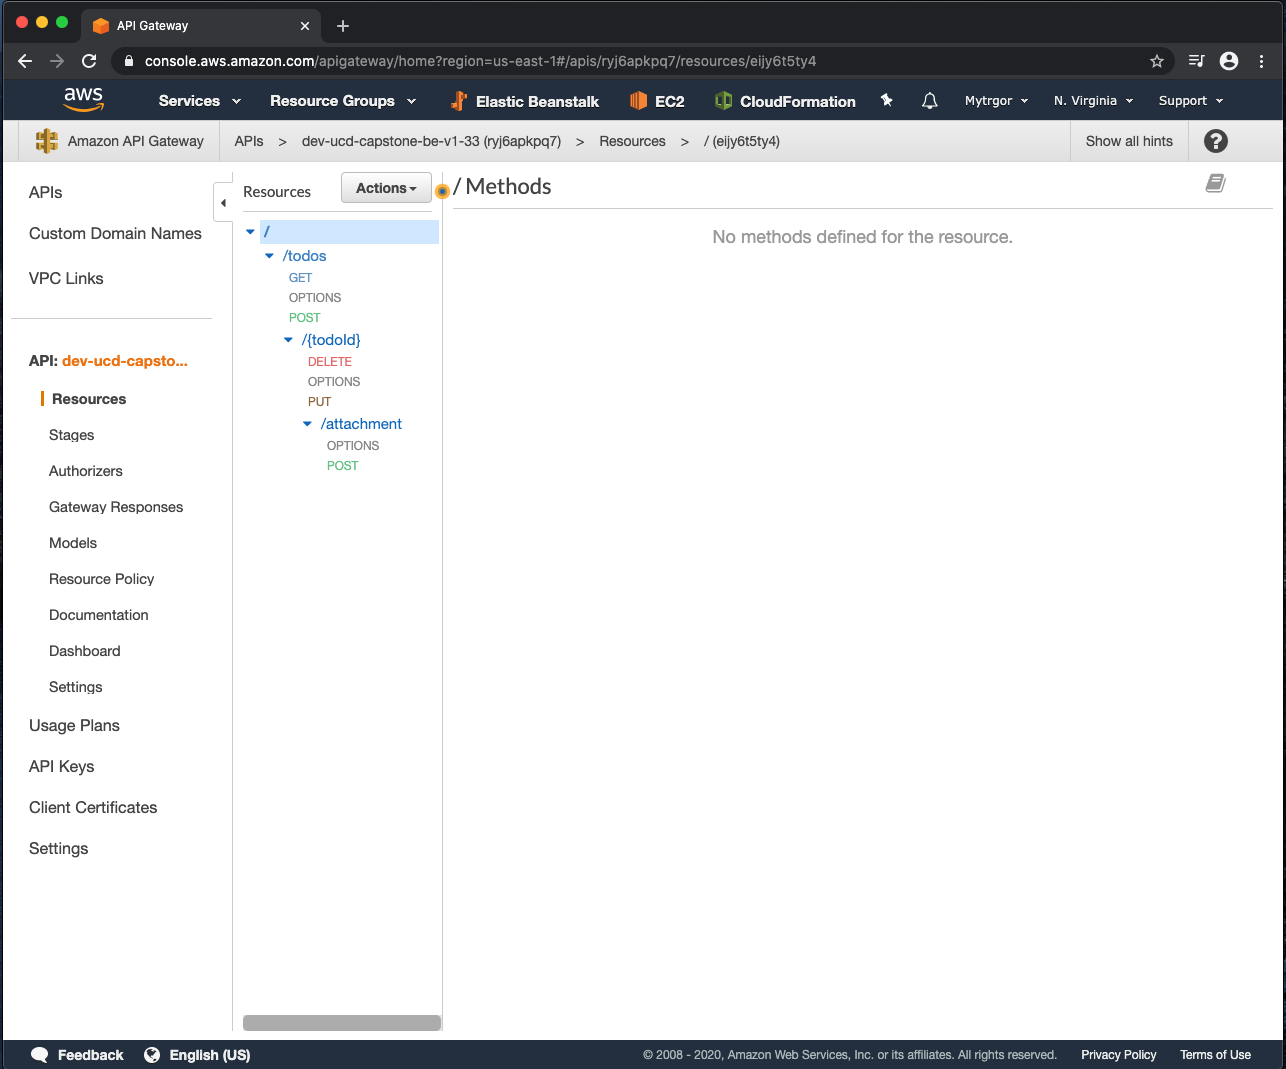 API Gateway
console.aws.amazon.com/apigateway/home?region=us-east-1#/apis/ryj6apkpq7/resources/eijy6t5ty4
aws Services Resource Groups Elastic Beanstalk EC2 CloudFormation Mytrgor N. Virginia Support
Amazon API Gateway APIs > dev-ucd-capstone-be-v1-33 (ryj6apkpq7) > Resources > / (eijy6t5ty4) Show all hints ?
APIs
Custom Domain Names
VPC Links
API: dev-ucd-capsto...
Resources
Stages
Authorizers
Gateway Responses
Models
Resource Policy
Documentation
Dashboard
Settings
Usage Plans
API Keys
Client Certificates
Settings
Resources Actions
/
/todos
GET
OPTIONS
POST
/{todoId}
DELETE
OPTIONS
PUT
/attachment
OPTIONS
POST
/ Methods
No methods defined for the resource.
Feedback English (US) © 2008 - 2020, Amazon Web Services, Inc. or its affiliates. All rights reserved. Privacy Policy Terms of Use